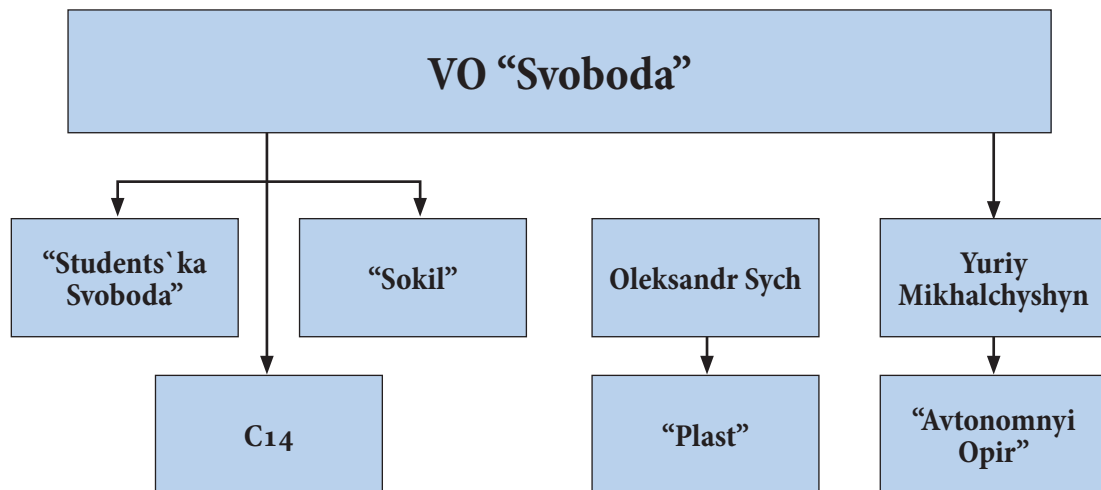 VO “Svoboda”
“Students`ka
Svoboda”
“Sokil”
Oleksandr Sych
Yuriy
Mikhalchyshyn
C14
“Plast”
“Avtonomnyi
Opir”